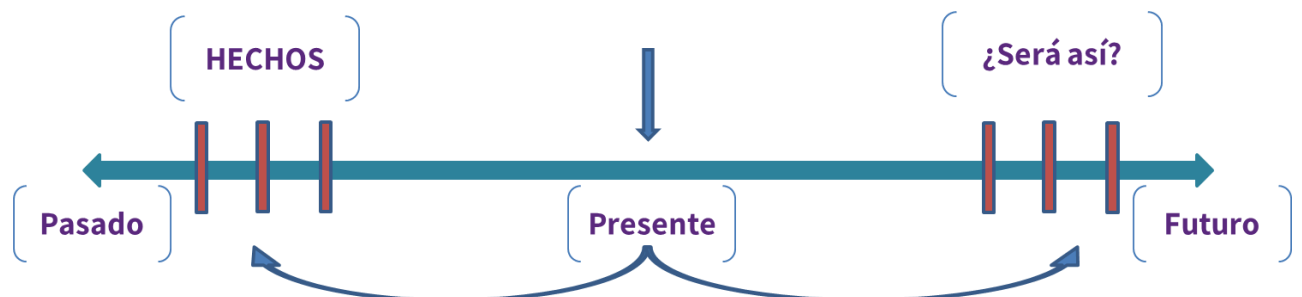 HECHOS
¿Será así?
Pasado
Presente
Futuro